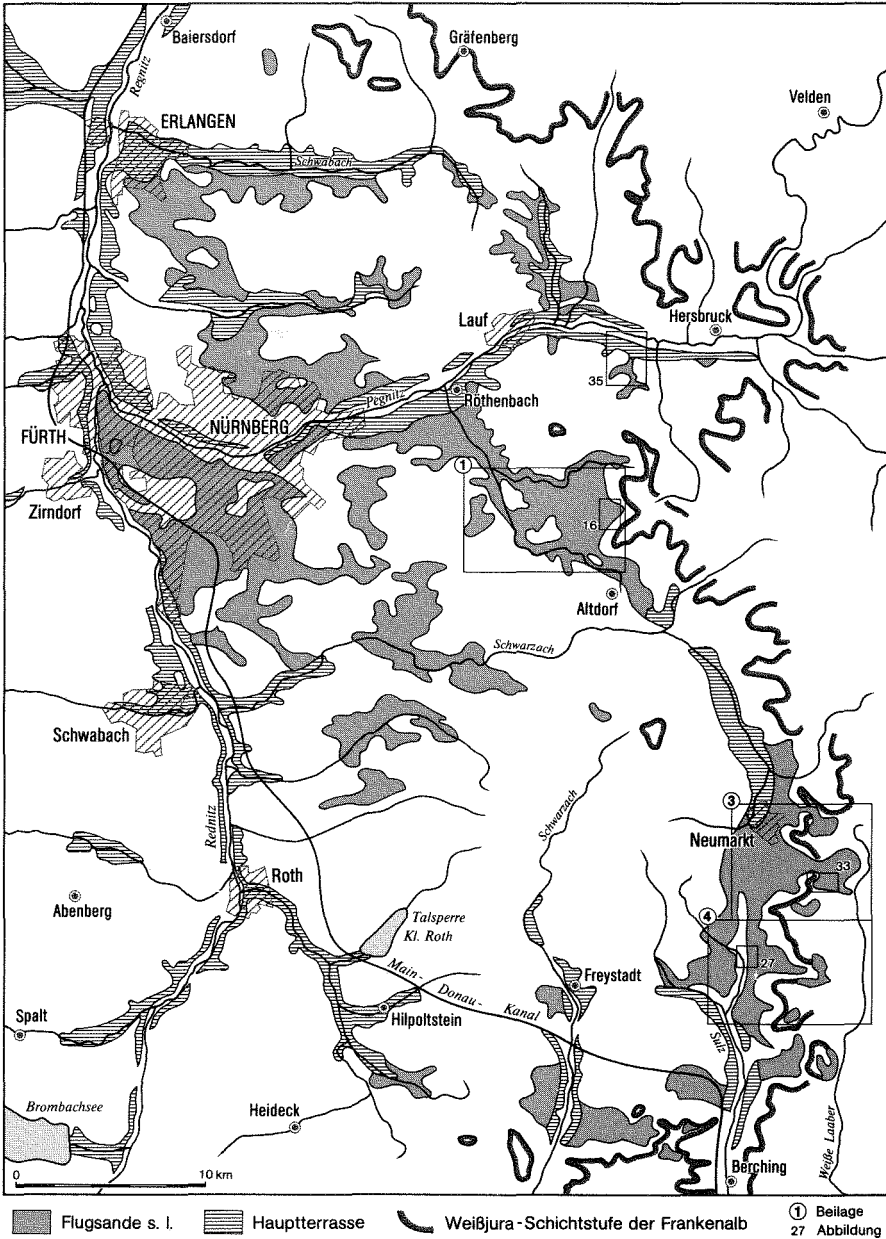 Baiersdorf
Gräfenberg
Regnitz
Velden
ERLANGEN
Schwabach
Lauf
Hersbruck
35
Pegnitz
Röthenbach
NÜRNBERG
FÜRTH
1
Zirndorf
16
Altdorf
Schwarzach
Schwabach
Rednitz
Schwarzach
3
Neumarkt
33
Roth
Abenberg
Talsperre
Kl. Roth
4
27
Main-
Donau-
Kanal
Freystadt
Spalt
Hilpoltstein
Sulz
Brombachsee
Heideck
Weiße Laaber
0 10 km
Berching
Flugsande s. l.
Hauptterrasse
Weißjura-Schichtstufe der Frankenalb
1 Beilage
27 Abbildung